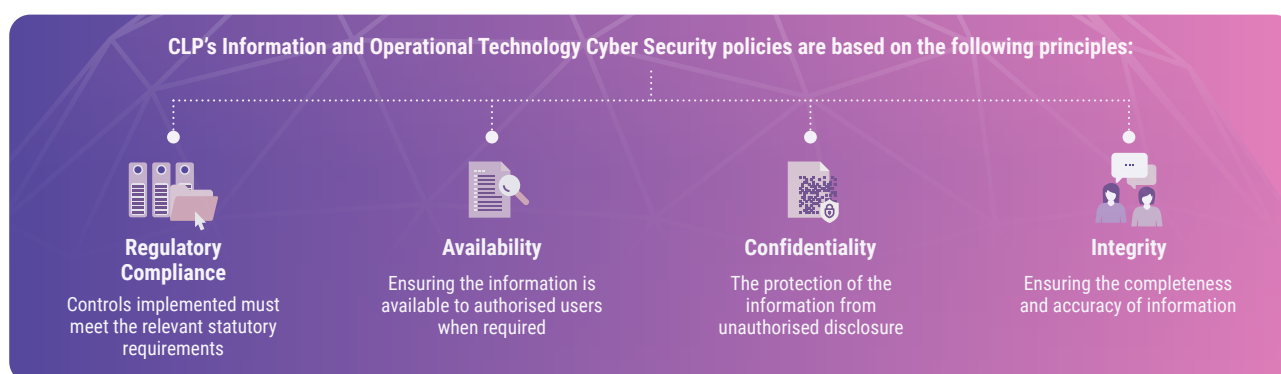 CLP's Information and Operational Technology Cyber Security policies are based on the following principles:
Regulatory
Compliance
Controls implemented must
meet the relevant statutory
requirements
Availability
Ensuring the information is
available to authorised users
when required
Confidentiality
The protection of the
information from
unauthorised disclosure
Integrity
Ensuring the completeness
and accuracy of information